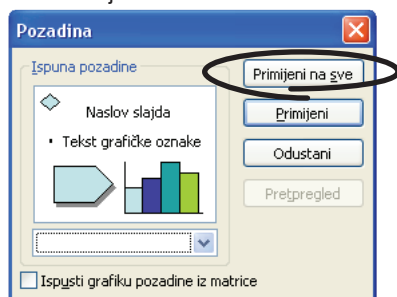 Pozadina
Ispuna pozadine
Primijeni na sve
Naslov slajda
Primijeni
• Tekst grafičke oznake
Odustani
Pretpregled
Ispusti grafiku pozadine iz matrice